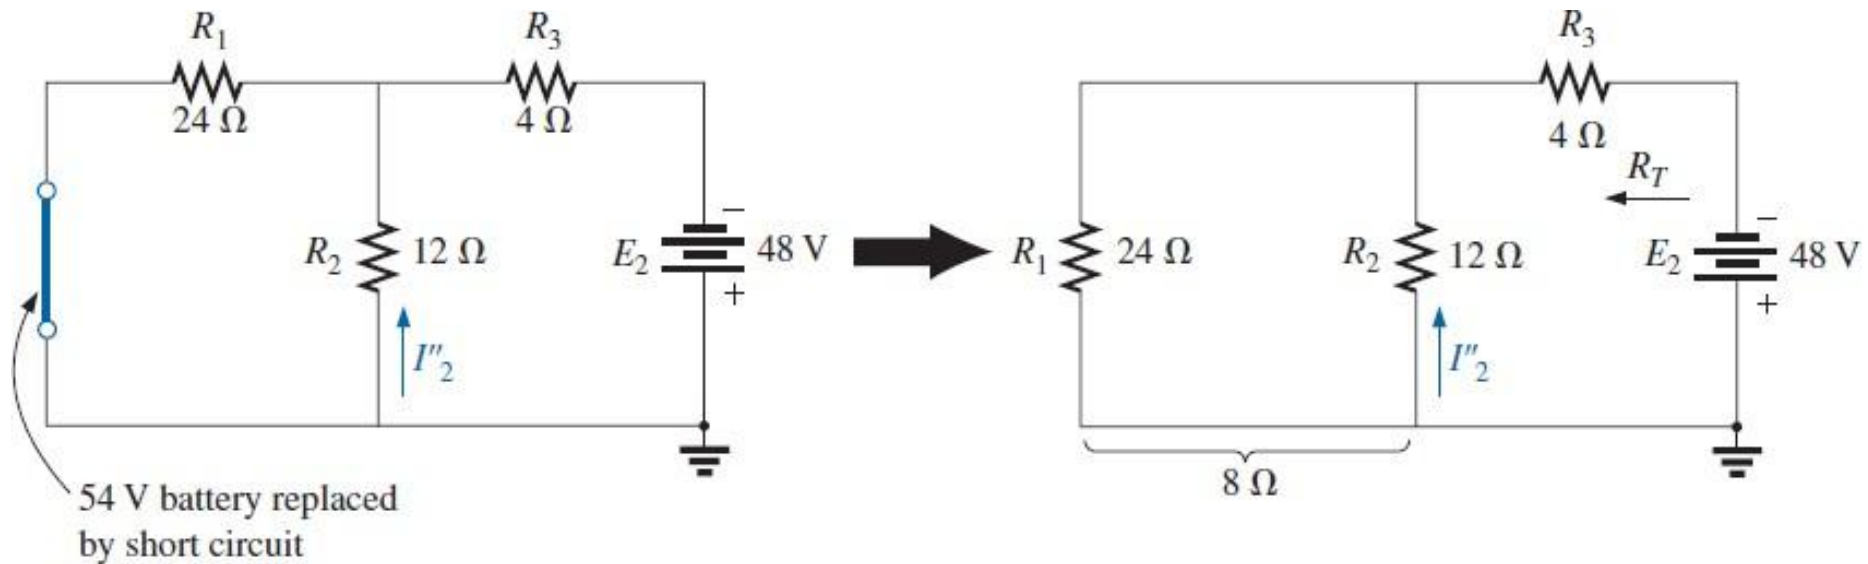 R₁
24 Ω
R₃
4 Ω
R₂
12 Ω
I″₂
E₂
−
+
48 V
54 V battery replaced
by short circuit
R₁
24 Ω
R₂
12 Ω
I″₂
R₃
4 Ω
R_T
E₂
−
+
48 V
8 Ω